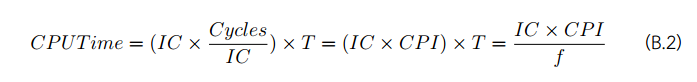 CPUTime = (IC × Cycles/IC) × T = (IC × CPI) × T = IC × CPI/f (B.2)